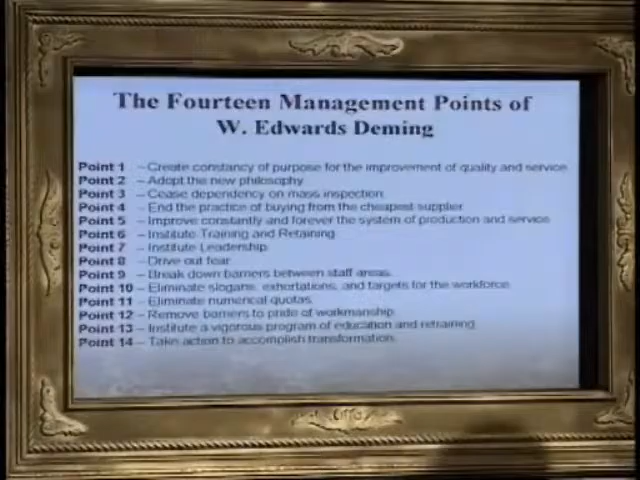 The Fourteen Management Points of
W. Edwards Deming
Point 1 – Create constancy of purpose for the improvement of quality and service
Point 2 – Adopt the new philosophy
Point 3 – Cease dependency on mass inspection
Point 4 – End the practice of buying from the cheapest supplier
Point 5 – Improve constantly and forever the system of production and service
Point 6 – Institute Training and Retaining
Point 7 – Institute Leadership
Point 8 – Drive out fear
Point 9 – Break down barriers between staff areas.
Point 10 – Eliminate slogans, exhortations, and targets for the workforce
Point 11 – Eliminate numerical quotas.
Point 12 – Remove barriers to pride of workmanship
Point 13 – Institute a vigorous program of education and retraining
Point 14 – Take action to accomplish transformation.